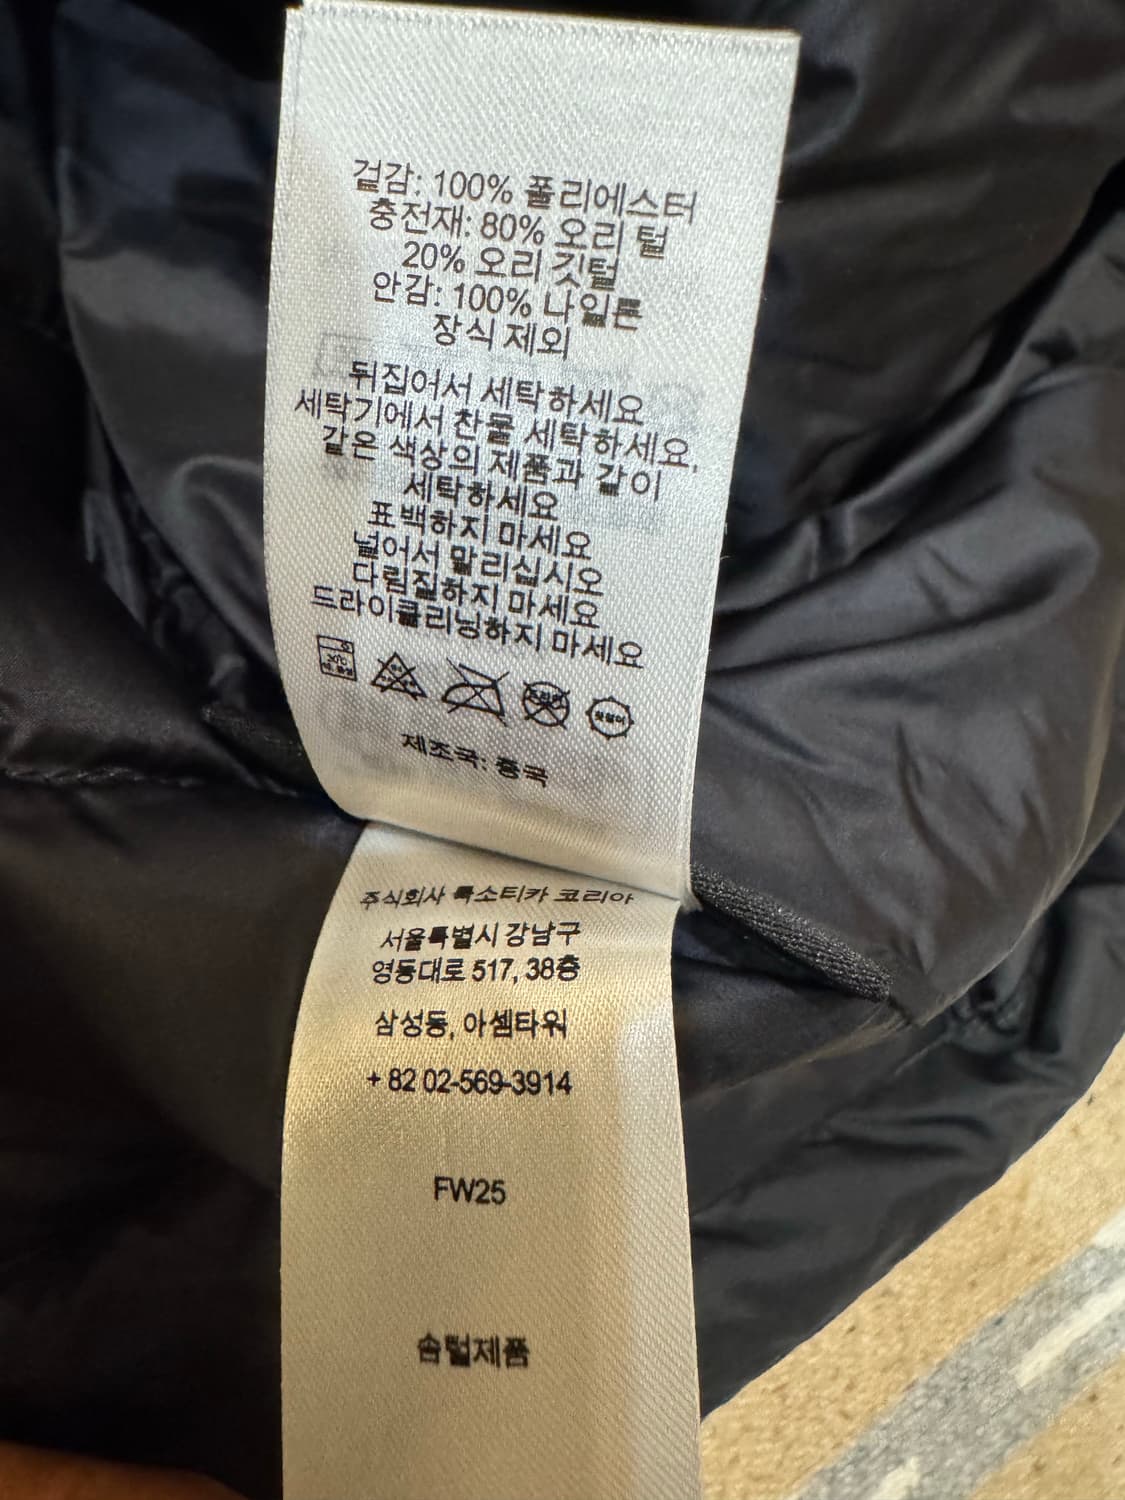 겉감: 100% 폴리에스터
충전재: 80% 오리 털
20% 오리 깃털
안감: 100% 나일론
장식 제외
뒤집어서 세탁하세요
세탁기에서 찬물 세탁하세요,
같은 색상의 제품과 같이
세탁하세요
표백하지 마세요
널어서 말리십시오
다림질하지 마세요
드라이클리닝하지 마세요
제조국: 중국
주식회사 룩소티카 코리아
서울특별시 강남구
영동대로 517, 38층
삼성동, 아셈타워
+ 82 02-569-3914
FW25
솜털제품